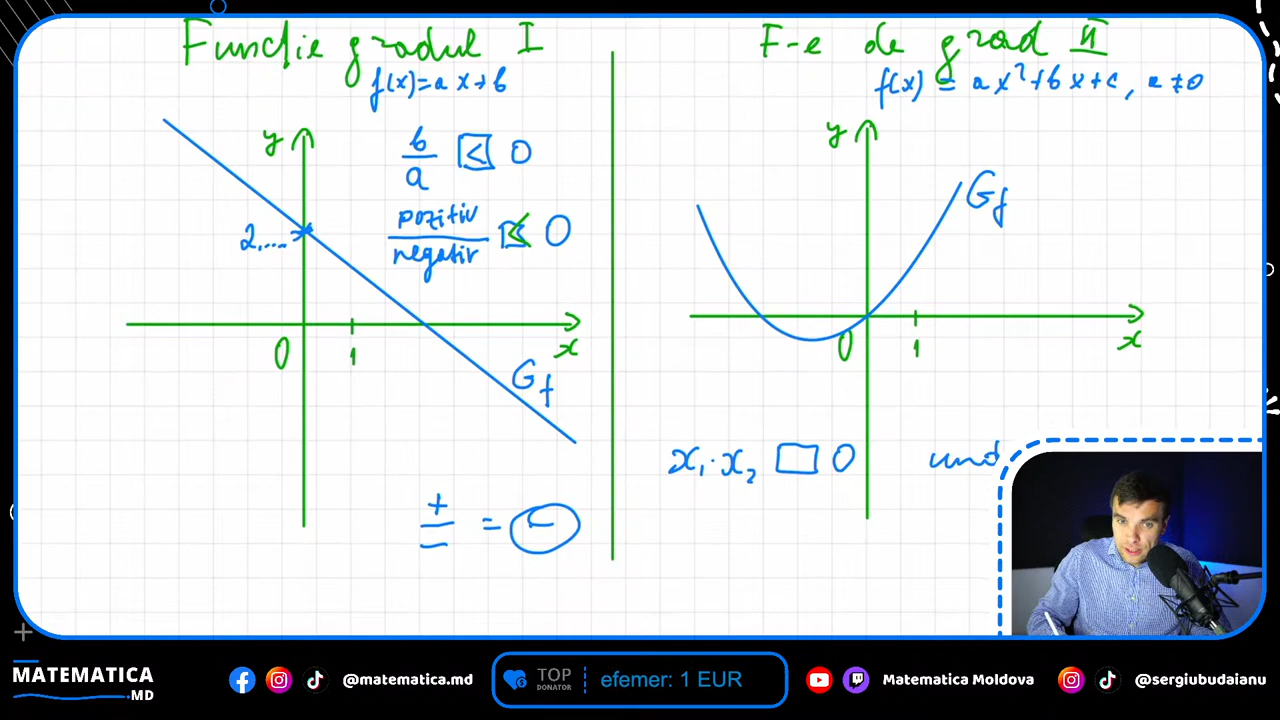 Funcție gradul I
f(x)=ax+b
y
b/a < 0
pozitiv/negativ < 0
2,...
0
1
x
Gf
+/− = −
F-e de grad II
f(x) = ax²+bx+c, a≠0
y
Gf
0
1
x
x₁·x₂ □ 0
MATEMATICA
.MD
@matematica.md
TOP
DONATOR
efemer: 1 EUR
Matematica Moldova
@sergiubudaianu